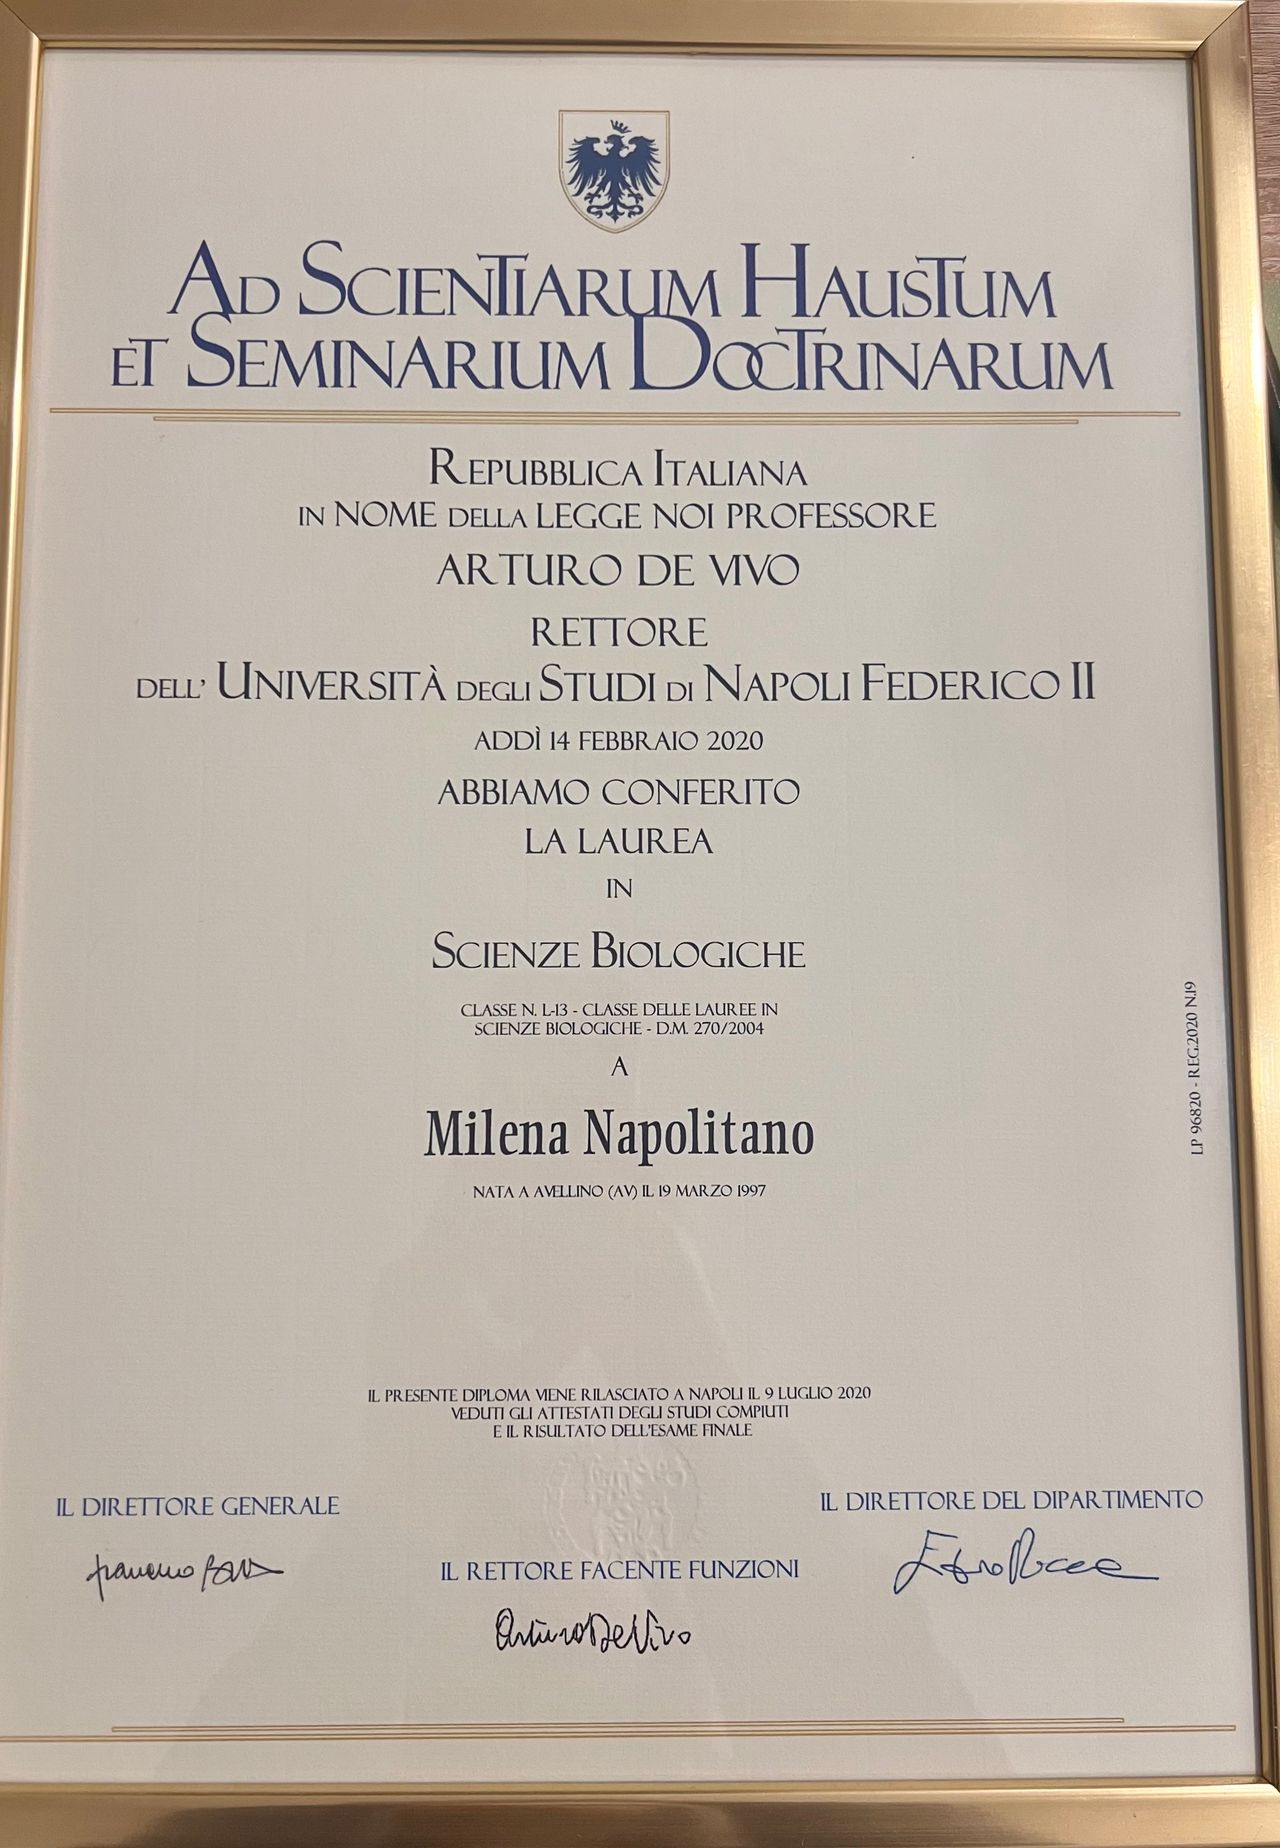 Ad Scientiarum Haustum
et Seminarium Doctrinarum
Repubblica Italiana
in nome della legge noi professore
ARTURO DE VIVO
RETTORE
dell' Università degli Studi di Napoli Federico II
ADDÌ 14 FEBBRAIO 2020
ABBIAMO CONFERITO
LA LAUREA
IN
Scienze Biologiche
CLASSE N. L-13 - CLASSE DELLE LAUREE IN
SCIENZE BIOLOGICHE - D.M. 270/2004
A
Milena Napolitano
NATA A AVELLINO (AV) IL 19 MARZO 1997
LP 96820 - REG.2020 N.19
IL PRESENTE DIPLOMA VIENE RILASCIATO A NAPOLI IL 9 LUGLIO 2020
VEDUTI GLI ATTESTATI DEGLI STUDI COMPIUTI
E IL RISULTATO DELL'ESAME FINALE
IL DIRETTORE GENERALE
IL DIRETTORE DEL DIPARTIMENTO
IL RETTORE FACENTE FUNZIONI
Arturo De Vivo